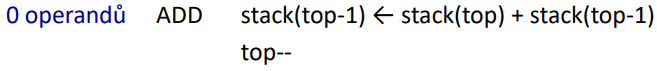 0 operandů ADD stack(top-1) ← stack(top) + stack(top-1)
top--